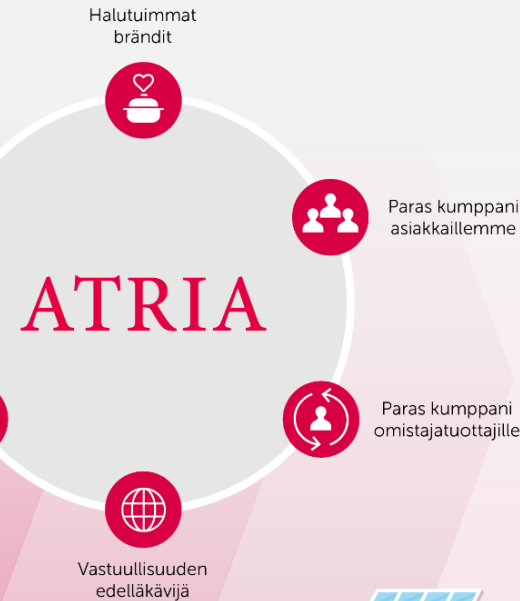 Halutuimmat
brändit
Paras kumppani
asiakkaillemme
ATRIA
Paras kumppani
omistajatuottajille
Vastuullisuuden
edelläkävijä